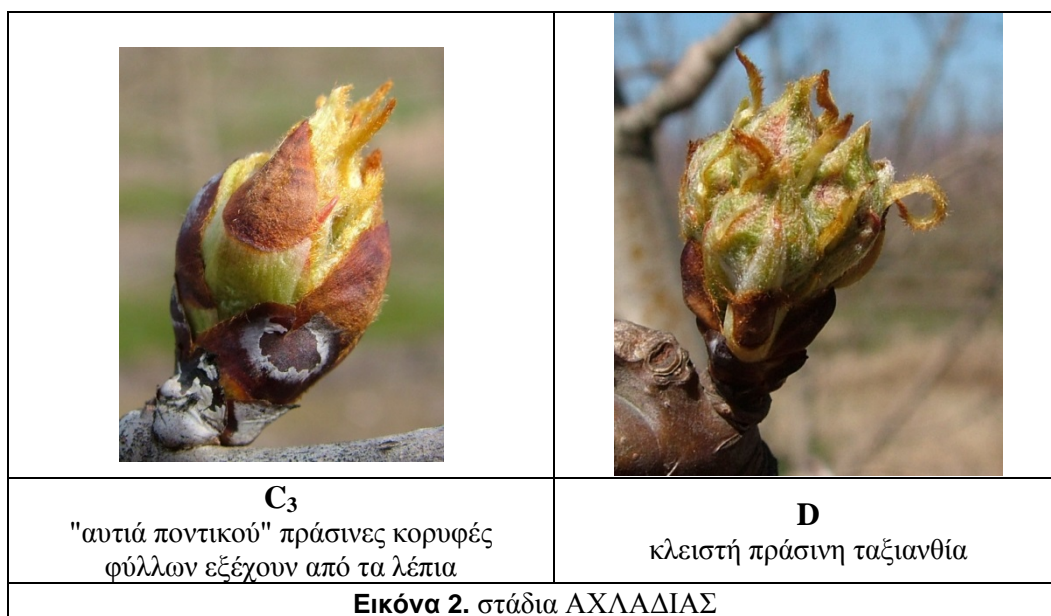 C₃
"αυτιά ποντικού" πράσινες κορυφές
φύλλων εξέχουν από τα λέπια
D
κλειστή πράσινη ταξιανθία
Εικόνα 2. στάδια ΑΧΛΑΔΙΑΣ